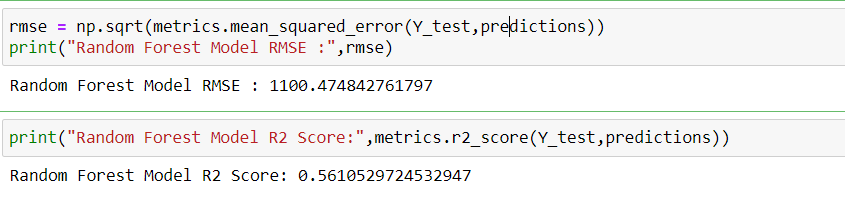 rmse = np.sqrt(metrics.mean_squared_error(Y_test,predictions))
print("Random Forest Model RMSE :",rmse)
Random Forest Model RMSE : 1100.474842761797
print("Random Forest Model R2 Score:",metrics.r2_score(Y_test,predictions))
Random Forest Model R2 Score: 0.5610529724532947